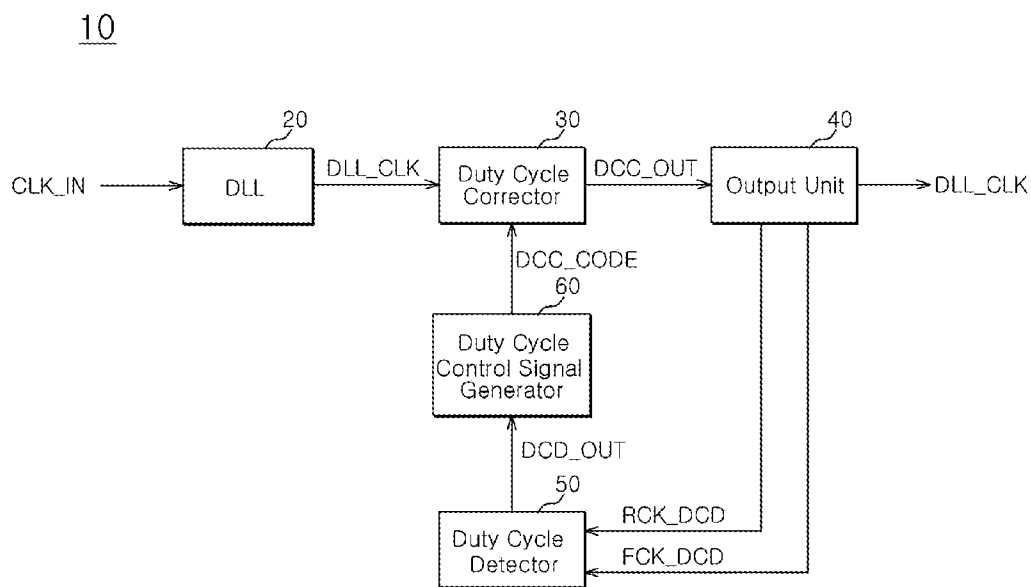 10
20
30
40
CLK_IN
DLL
DLL_CLK
Duty Cycle
Corrector
DCC_OUT
Output Unit
DLL_CLK
DCC_CODE
60
Duty Cycle
Control Signal
Generator
DCD_OUT
50
Duty Cycle
Detector
RCK_DCD
FCK_DCD